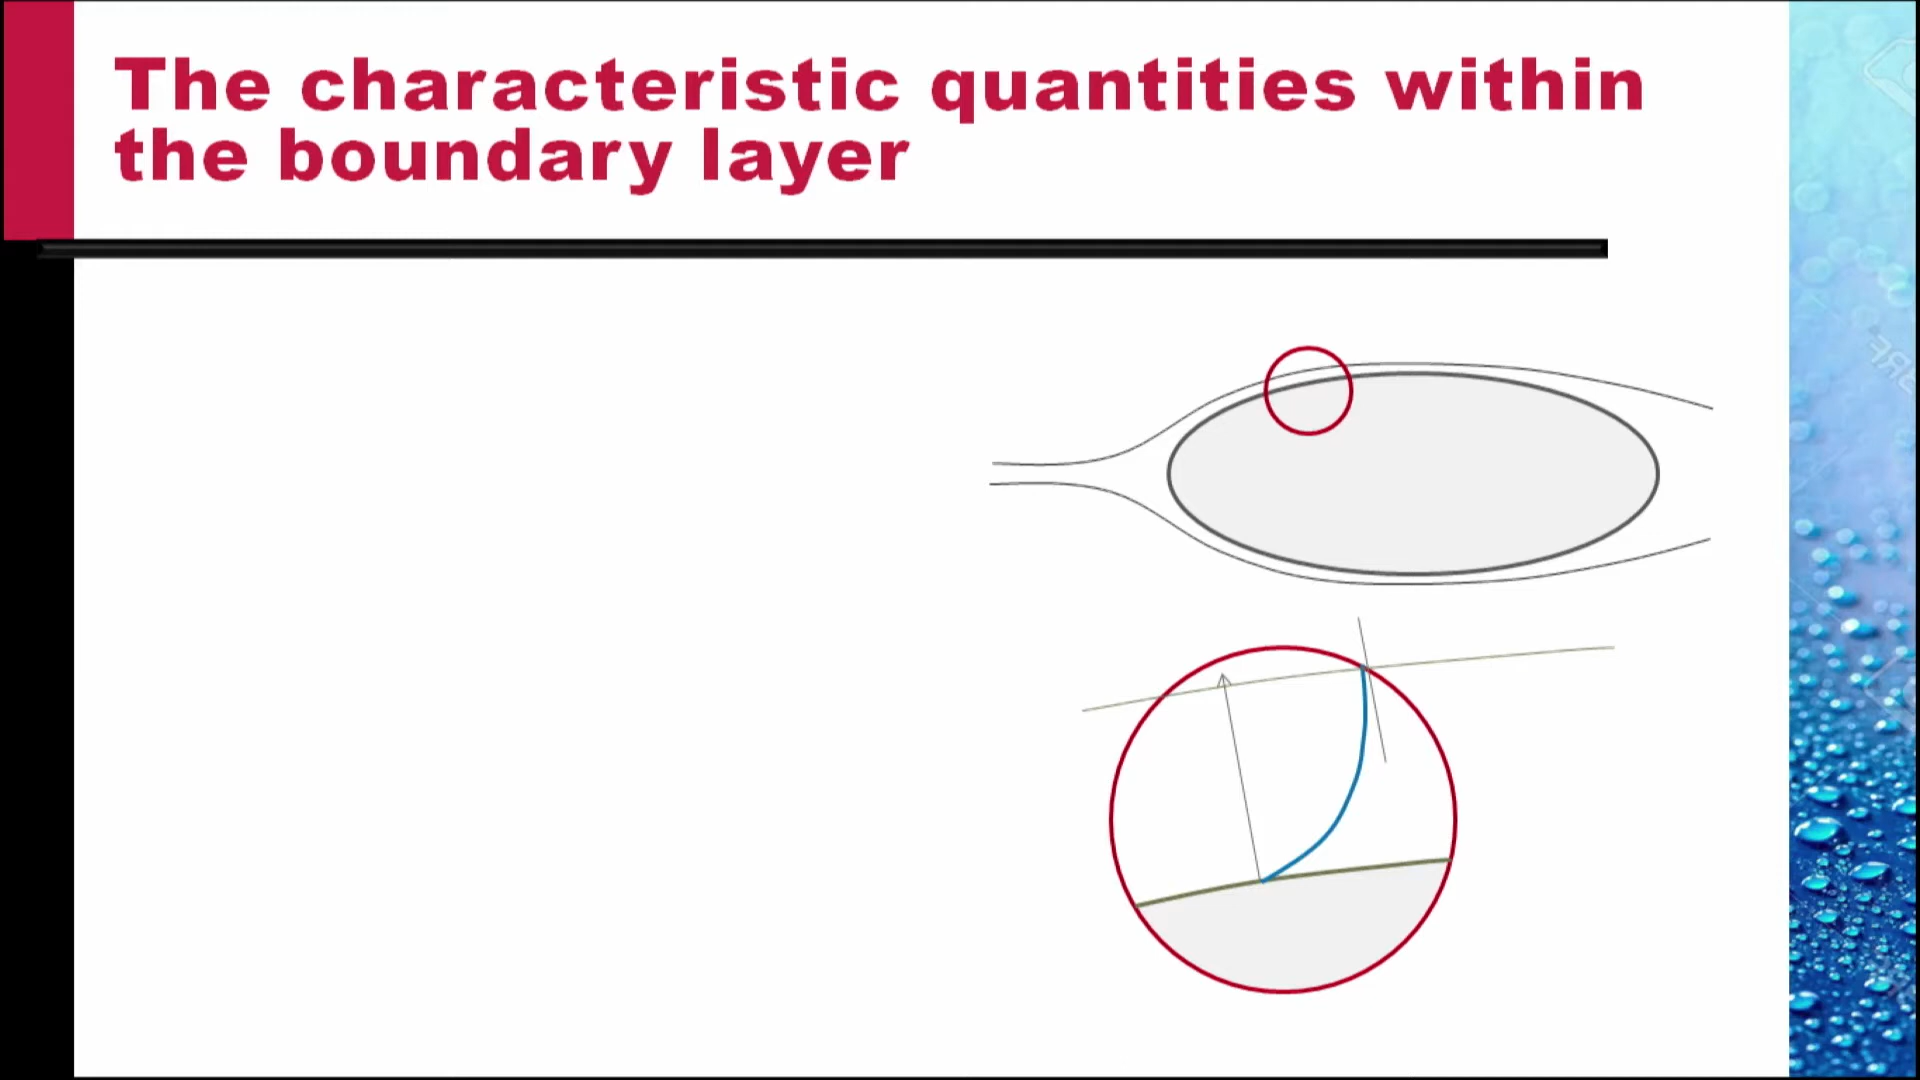 The characteristic quantities within
the boundary layer